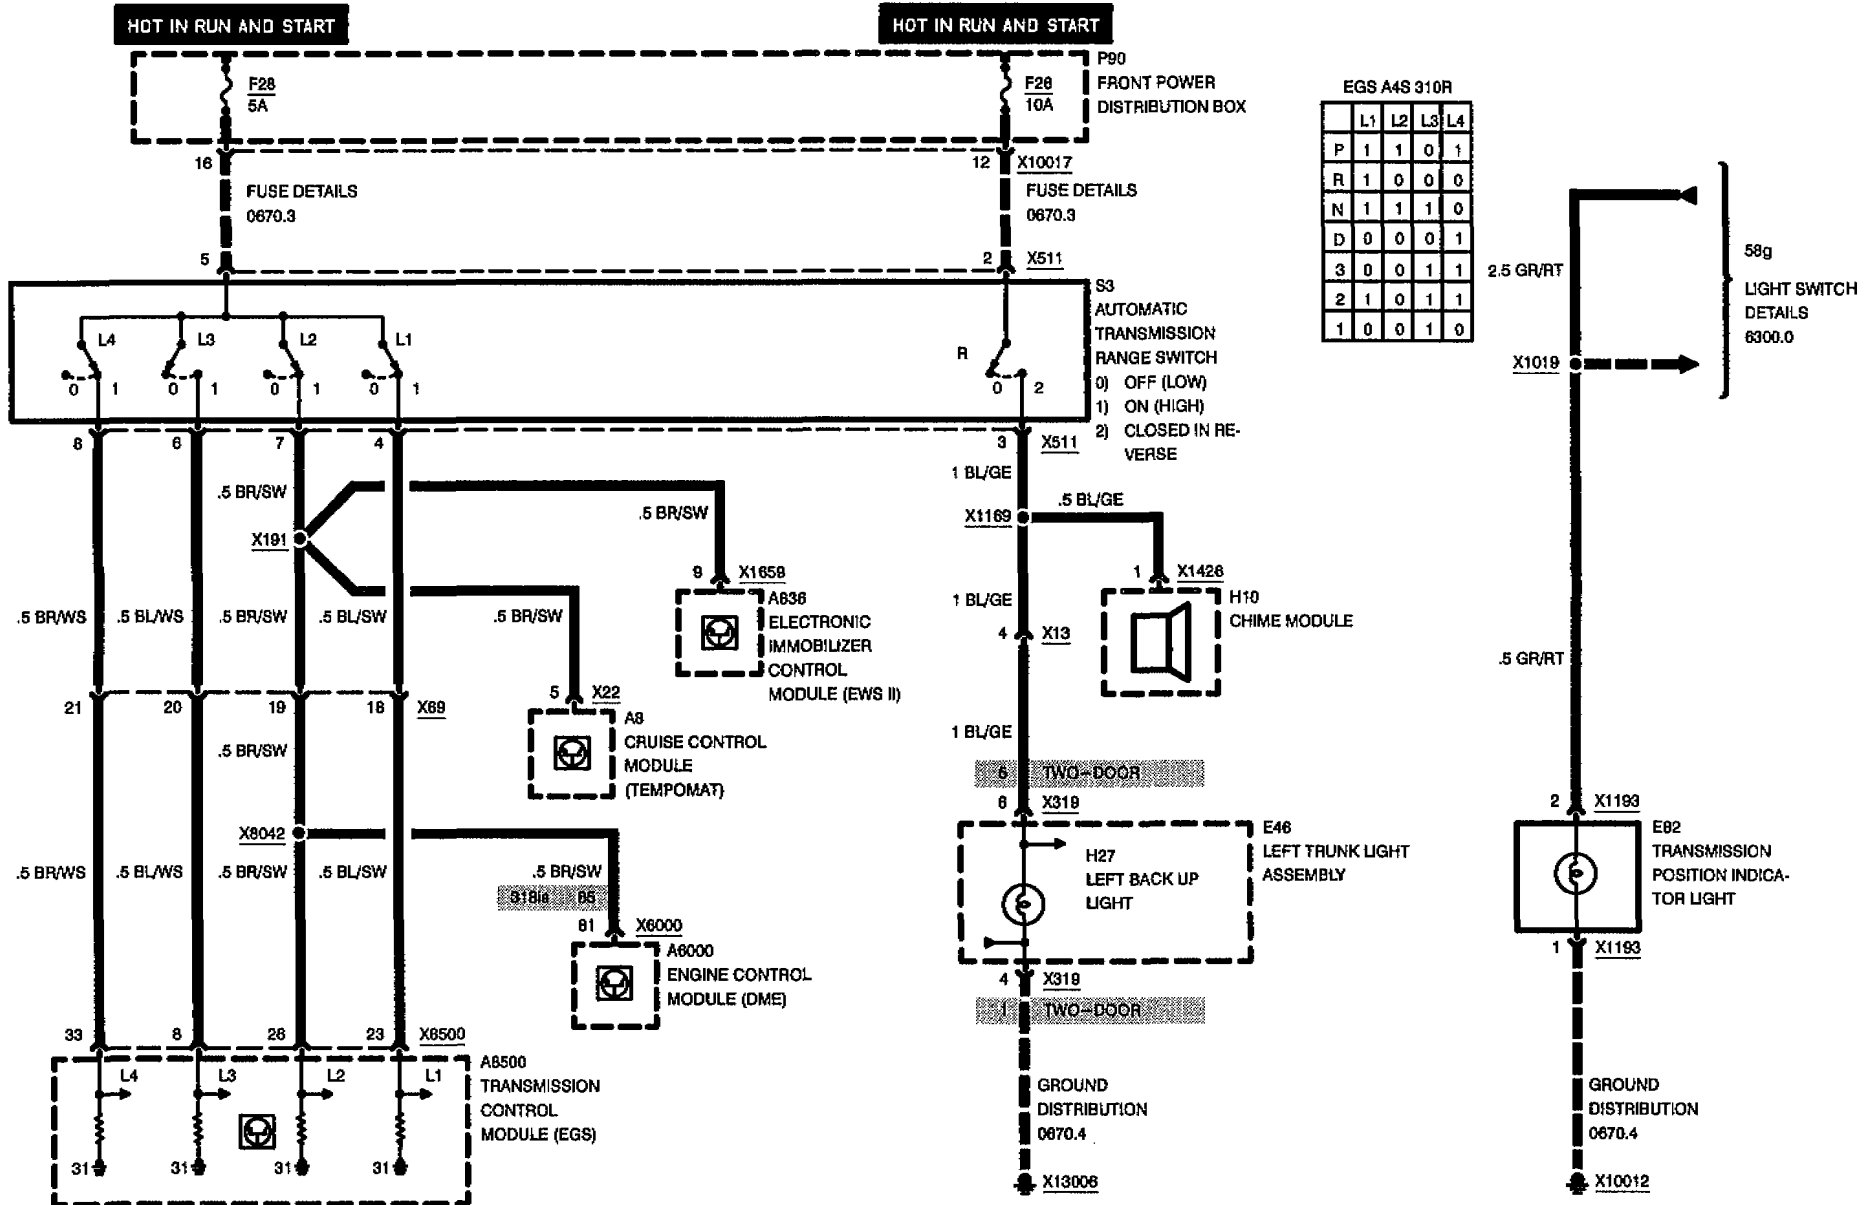 HOT IN RUN AND START
HOT IN RUN AND START
F28
5A
F26
10A
P90
FRONT POWER
DISTRIBUTION BOX
16
12
X10017
FUSE DETAILS
0670.3
FUSE DETAILS
0670.3
5
2
X511
EGS A4S 310R
L1 L2 L3 L4
P 1 1 0 1
R 1 0 0 0
N 1 1 1 0
D 0 0 0 1
3 0 0 1 1
2 1 0 1 1
1 0 0 1 0
2.5 GR/RT
58g
LIGHT SWITCH
DETAILS
6300.0
X1019
L4
L3
L2
L1
R
0 1
0 1
0 1
0 1
0 2
S3
AUTOMATIC
TRANSMISSION
RANGE SWITCH
0) OFF (LOW)
1) ON (HIGH)
2) CLOSED IN RE-
VERSE
8
6
7
4
3
X511
1 BL/GE
.5 BR/SW
.5 BR/SW
.5 BL/GE
X191
X1169
9
X1659
1
X1428
A836
ELECTRONIC
IMMOBILIZER
CONTROL
MODULE (EWS II)
H10
CHIME MODULE
1 BL/GE
4
X13
.5 BR/WS
.5 BL/WS
.5 BR/SW
.5 BL/SW
.5 BR/SW
.5 GR/RT
5
X22
21
20
19
18
X69
A8
CRUISE CONTROL
MODULE
(TEMPOMAT)
.5 BR/SW
1 BL/GE
5 TWO-DOOR
6
X319
2
X1193
X8042
E46
LEFT TRUNK LIGHT
ASSEMBLY
H27
LEFT BACK UP
LIGHT
E82
TRANSMISSION
POSITION INDICA-
TOR LIGHT
.5 BR/WS
.5 BL/WS
.5 BR/SW
.5 BL/SW
.5 BR/SW
318is 85
81
X6000
A6000
ENGINE CONTROL
MODULE (DME)
1
X1193
4
X319
1 TWO-DOOR
33
8
26
23
X8500
L4
L3
L2
L1
A8500
TRANSMISSION
CONTROL
MODULE (EGS)
31
31
31
31
GROUND
DISTRIBUTION
0670.4
X13006
GROUND
DISTRIBUTION
0670.4
X10012